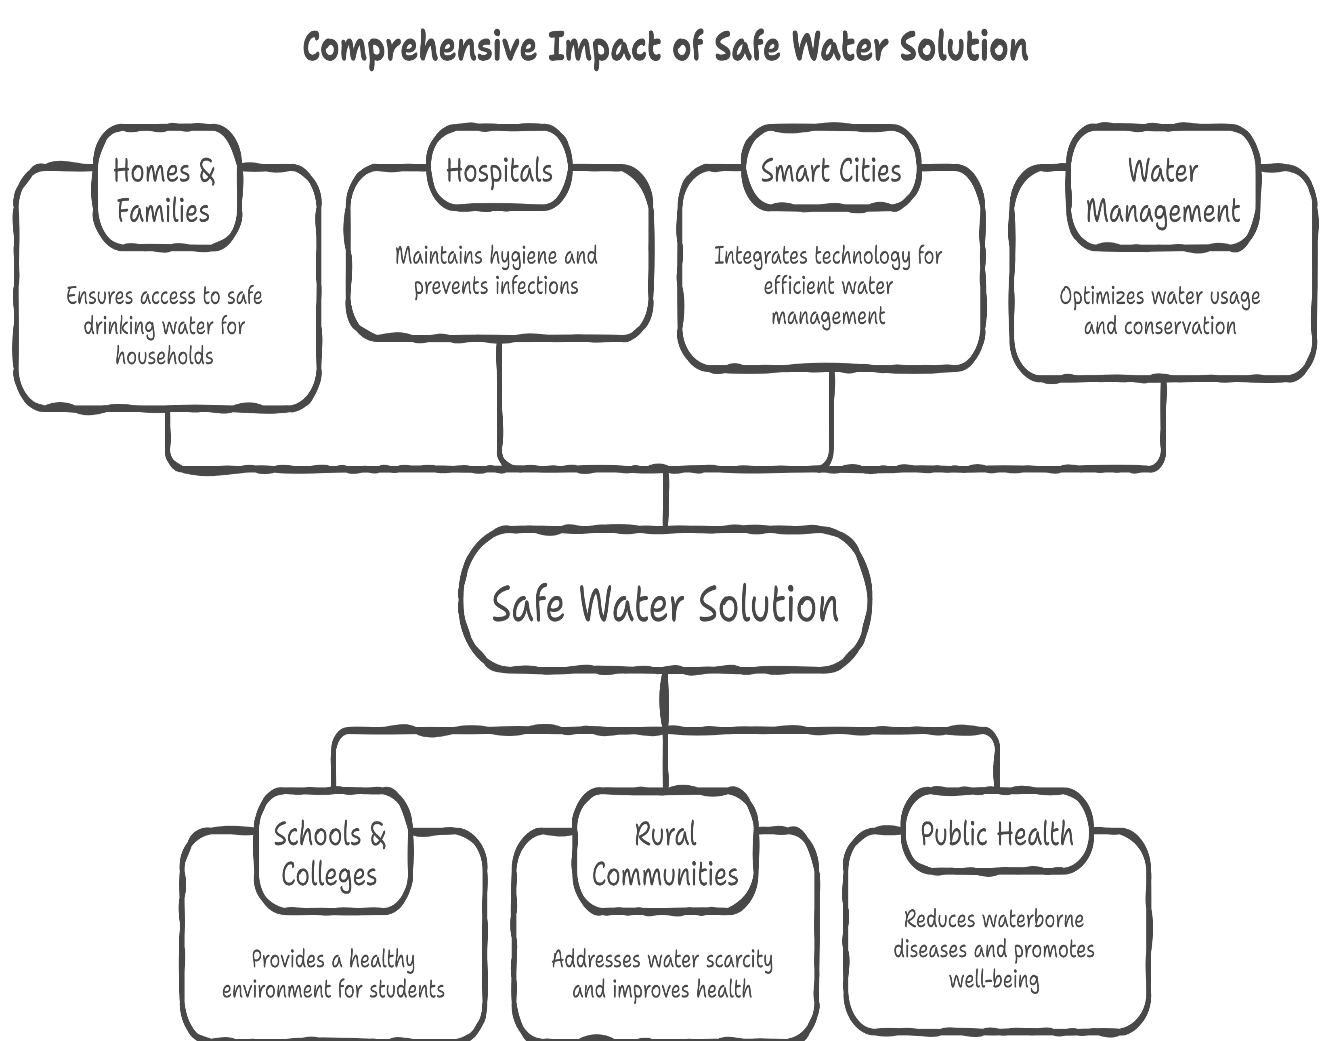 Comprehensive Impact of Safe Water Solution
Homes &
Families
Ensures access to safe
drinking water for
households
Hospitals
Maintains hygiene and
prevents infections
Smart Cities
Integrates technology for
efficient water
management
Water
Management
Optimizes water usage
and conservation
Safe Water Solution
Schools &
Colleges
Provides a healthy
environment for students
Rural
Communities
Addresses water scarcity
and improves health
Public Health
Reduces waterborne
diseases and promotes
well-being